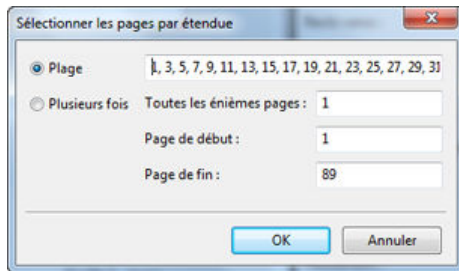 Sélectionner les pages par étendue
Plage 1, 3, 5, 7, 9, 11, 13, 15, 17, 19, 21, 23, 25, 27, 29, 31
Plusieurs fois Toutes les énièmes pages : 1
Page de début : 1
Page de fin : 89
OK Annuler